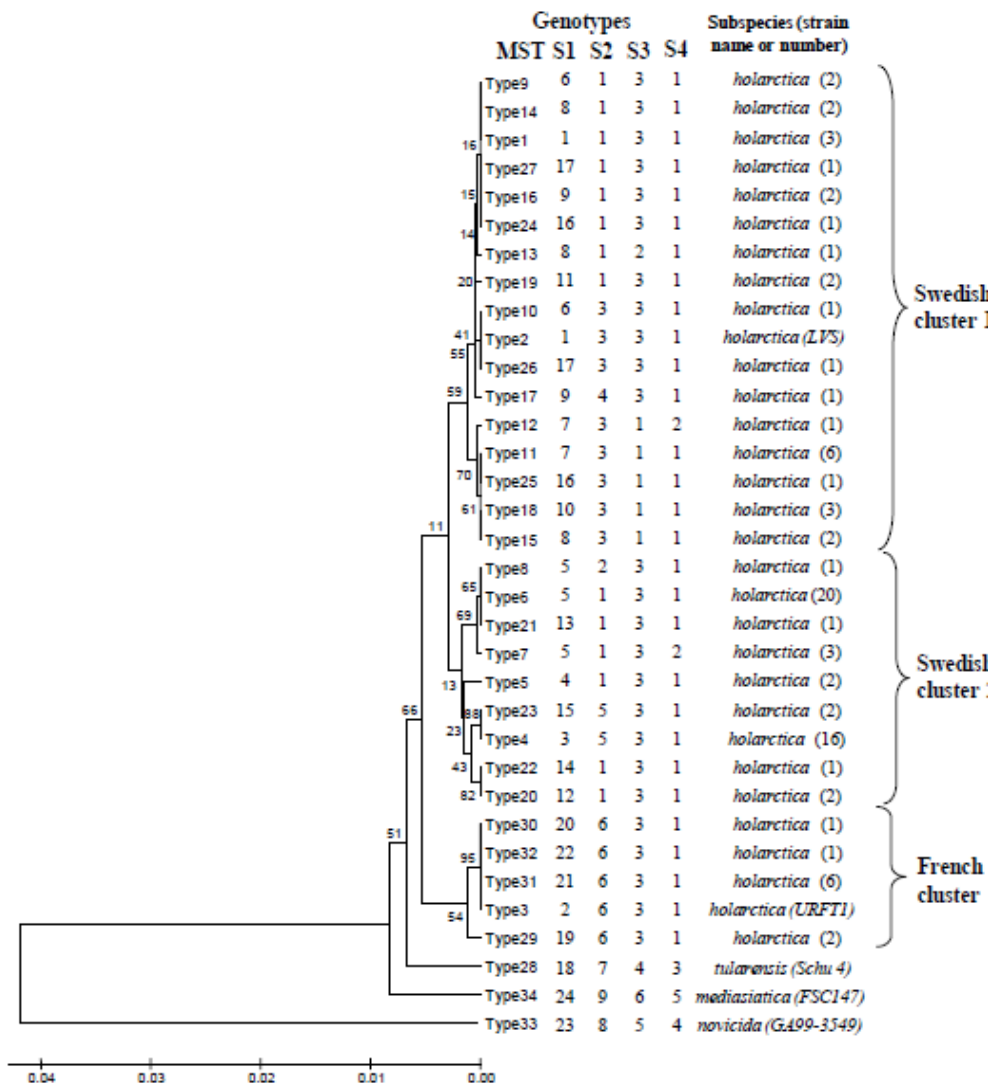 Genotypes Subspecies (strain
MST S1 S2 S3 S4 name or number)
Type9 6 1 3 1 holarctica (2)
Type14 8 1 3 1 holarctica (2)
Type1 1 1 3 1 holarctica (3)
16
Type27 17 1 3 1 holarctica (1)
15 Type16 9 1 3 1 holarctica (2)
14 Type24 16 1 3 1 holarctica (1)
Type13 8 1 2 1 holarctica (1)
20 Type19 11 1 3 1 holarctica (2)
Swedish
Type10 6 3 3 1 holarctica (1)
cluster 1
41 Type2 1 3 3 1 holarctica (LVS)
55 Type26 17 3 3 1 holarctica (1)
59 Type17 9 4 3 1 holarctica (1)
Type12 7 3 1 2 holarctica (1)
Type11 7 3 1 1 holarctica (6)
70 Type25 16 3 1 1 holarctica (1)
61 Type18 10 3 1 1 holarctica (3)
11 Type15 8 3 1 1 holarctica (2)
Type8 5 2 3 1 holarctica (1)
65 Type6 5 1 3 1 holarctica (20)
69 Type21 13 1 3 1 holarctica (1)
Type7 5 1 3 2 holarctica (3)
Swedish
13 Type5 4 1 3 1 holarctica (2)
cluster
66 88 Type23 15 5 3 1 holarctica (2)
23 Type4 3 5 3 1 holarctica (16)
43 Type22 14 1 3 1 holarctica (1)
82 Type20 12 1 3 1 holarctica (2)
Type30 20 6 3 1 holarctica (1)
51
95 Type32 22 6 3 1 holarctica (1)
French
Type31 21 6 3 1 holarctica (6)
cluster
54 Type3 2 6 3 1 holarctica (URFT1)
Type29 19 6 3 1 holarctica (2)
Type28 18 7 4 3 tularensis (Schu 4)
Type34 24 9 6 5 mediasiatica (FSC147)
Type33 23 8 5 4 novicida (GA99-3549)
0.04 0.03 0.02 0.01 0.00